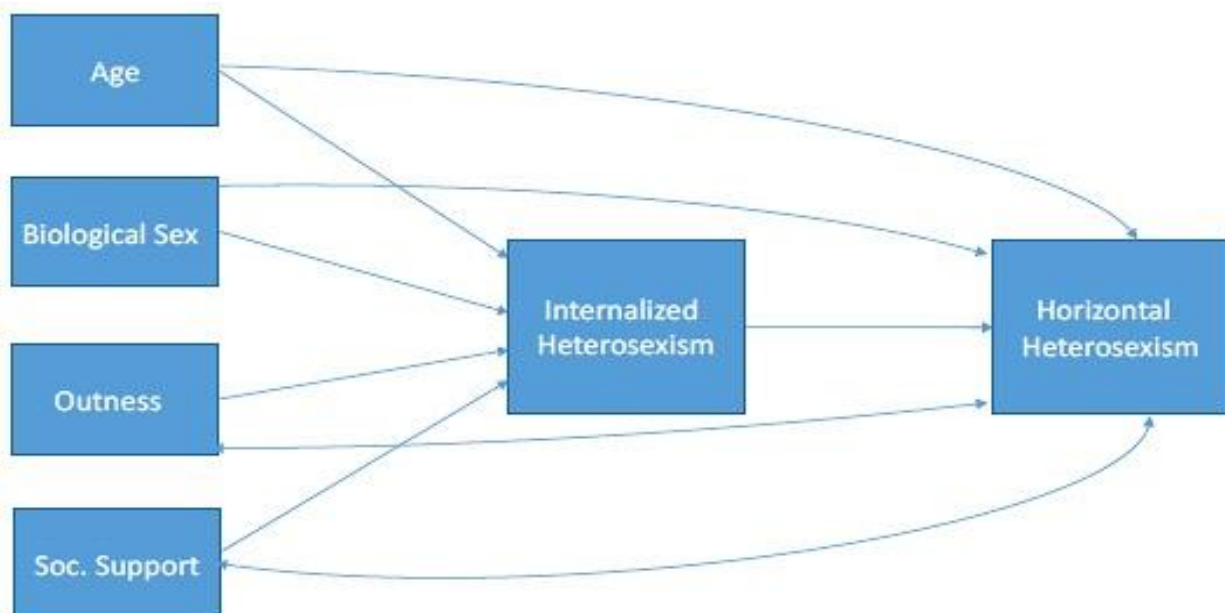 Age
Biological Sex
Outness
Soc. Support
Internalized
Heterosexism
Horizontal
Heterosexism